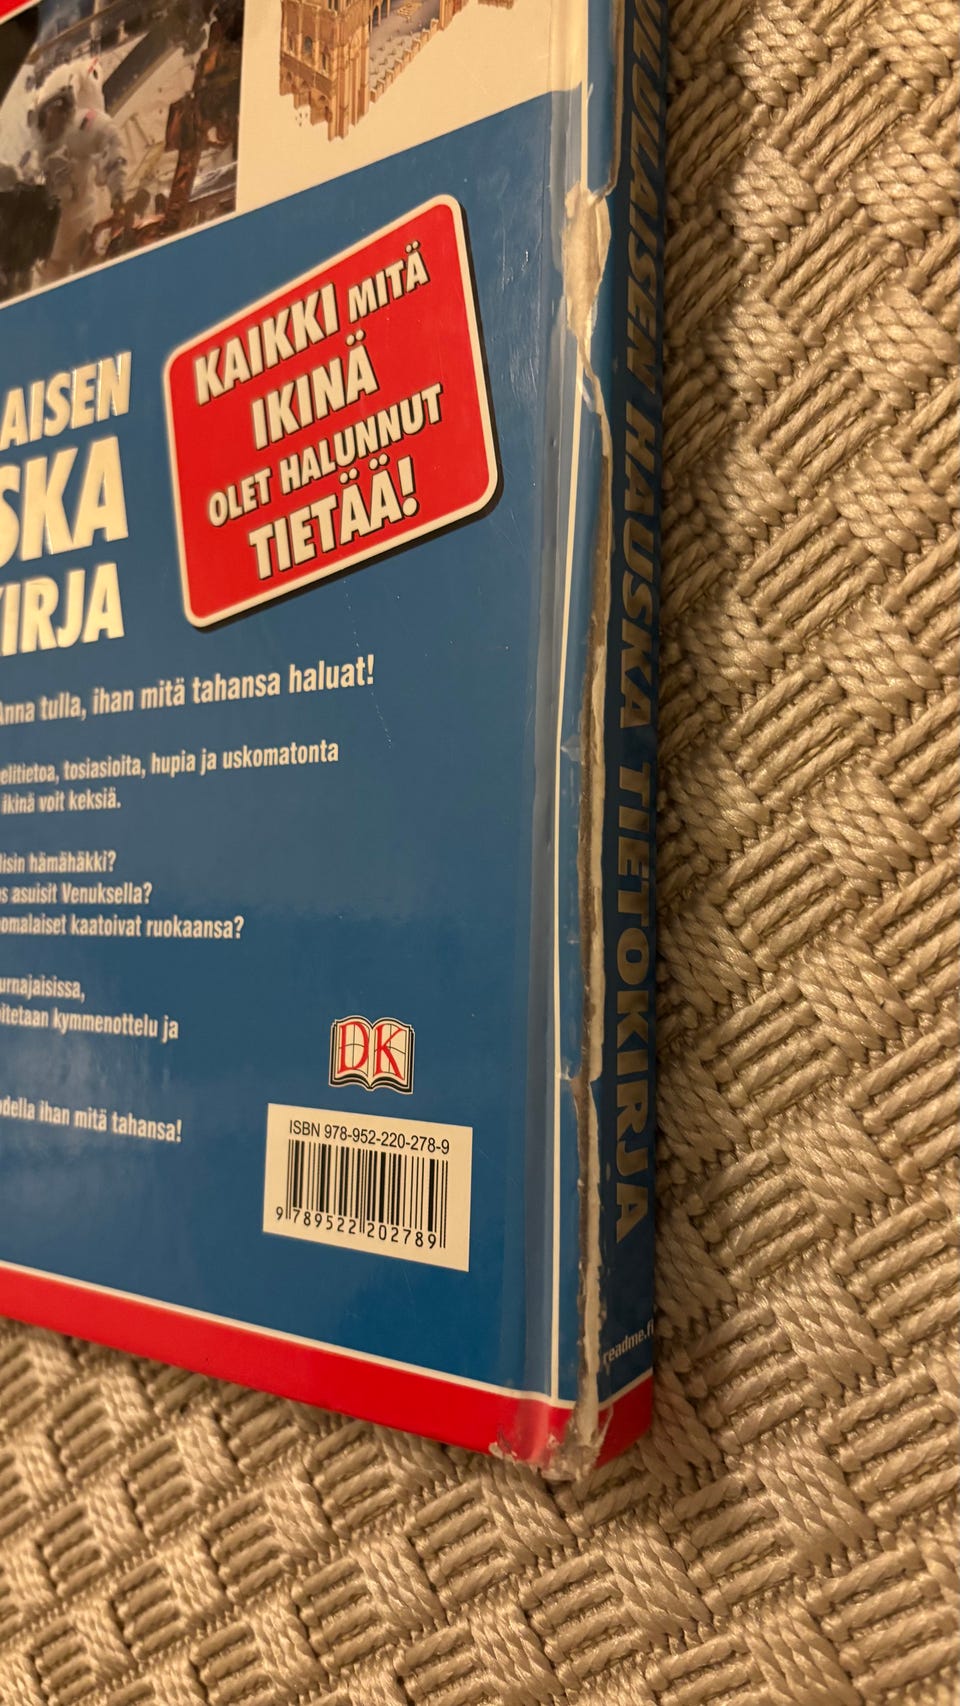 KAIKKI MITÄ
IKINÄ
OLET HALUNNUT
TIETÄÄ!
AISEN
SKA
IRJA
Anna tulla, ihan mitä tahansa haluat!
elitietoa, tosiasioita, hupia ja uskomatonta
ikinä voit keksiä.
lisin hämähäkki?
s asuisit Venuksella?
omalaiset kaatoivat ruokaansa?
urnajaisissa,
oitetaan kymmenottelu ja
odella ihan mitä tahansa!
DK
ISBN 978-952-220-278-9
9 789522 202789
ULULAISEN HAUSKA TIETOKIRJA
readme.fi